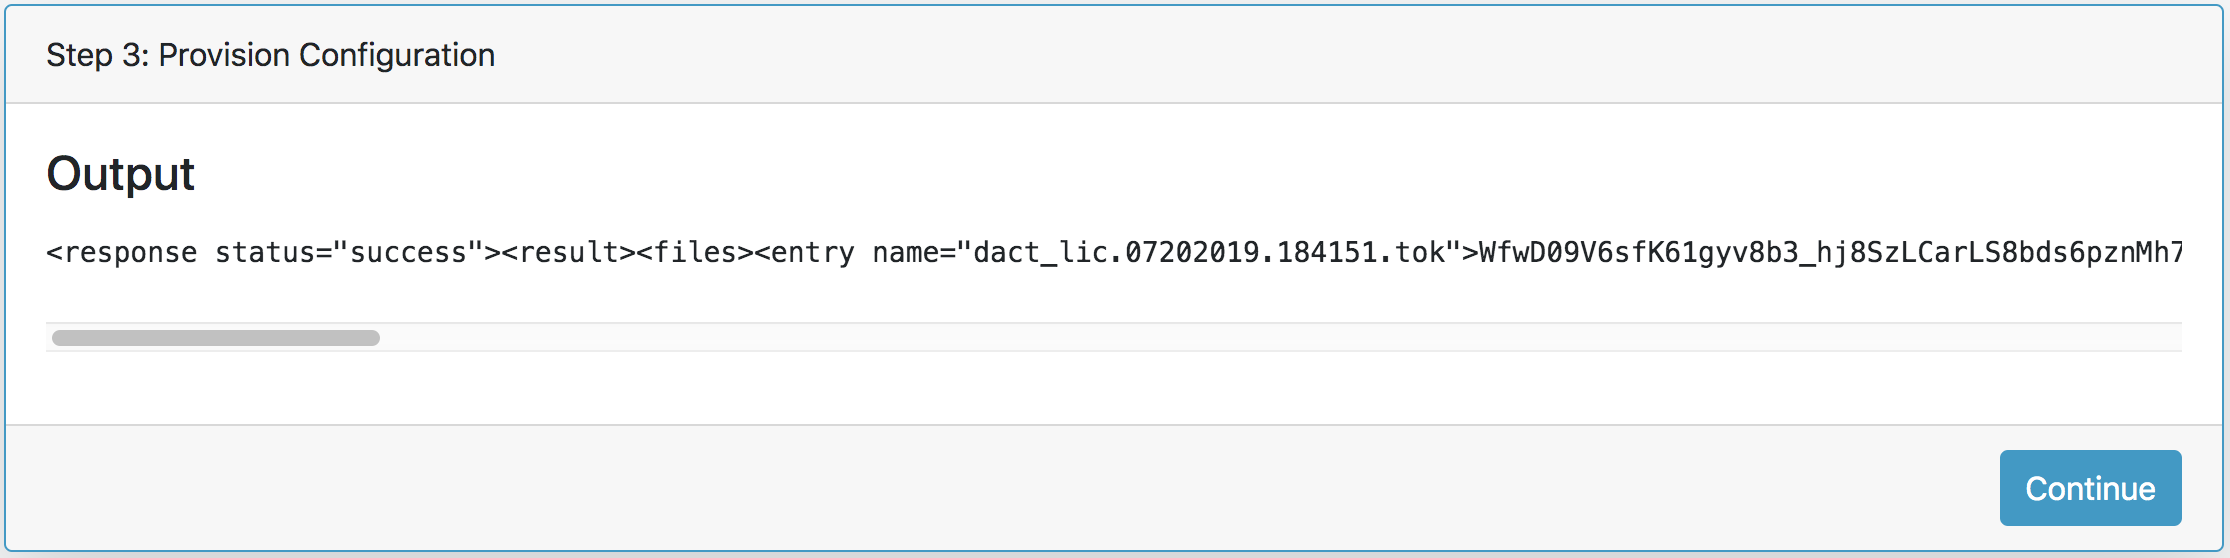 Step 3: Provision Configuration
Output
<response status="success"><result><files><entry name="dact_lic.07202019.184151.tok">WfwD09V6sfK61gyv8b3_hj8SzLCarLS8bds6pznMh7
Continue